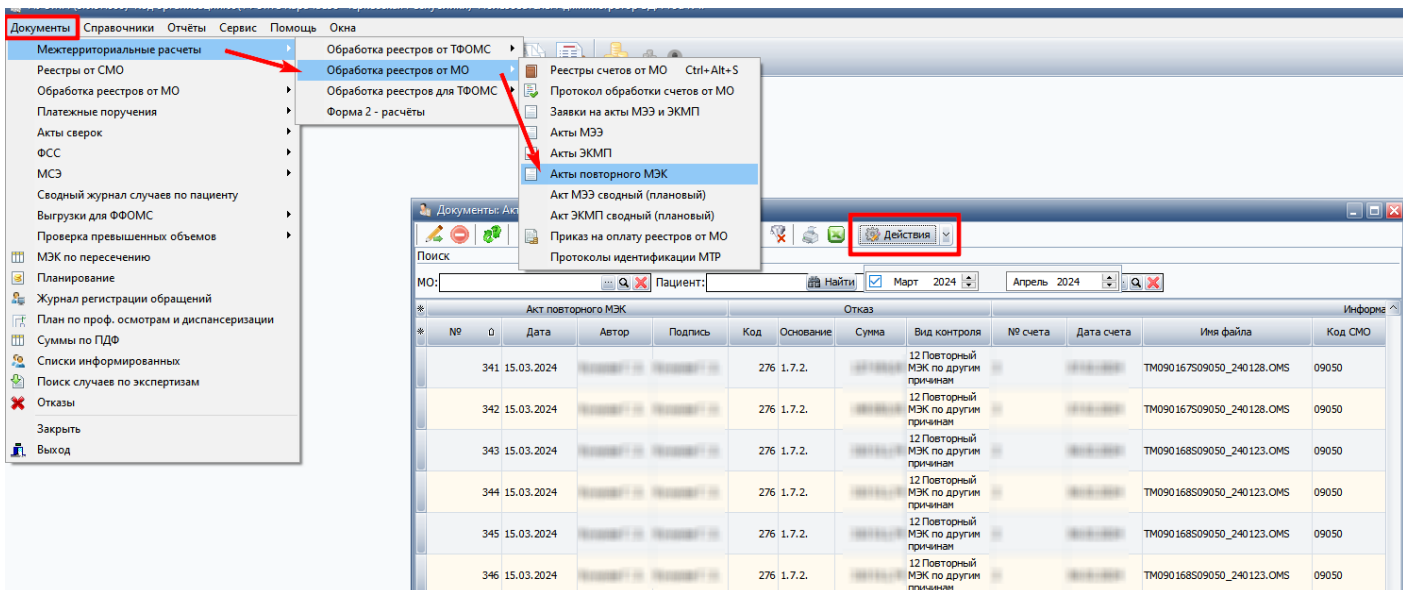 Документы Справочники Отчёты Сервис Помощь Окна
Межтерриториальные расчеты
Реестры от СМО
Обработка реестров от МО
Платежные поручения
Акты сверок
ФСС
МСЭ
Сводный журнал случаев по пациенту
Выгрузки для ФФОМС
Проверка превышенных объемов
МЭК по пересечению
Планирование
Журнал регистрации обращений
План по проф. осмотрам и диспансеризации
Суммы по ПДФ
Списки информированных
Поиск случаев по экспертизам
Отказы
Закрыть
Выход
Обработка реестров от ТФОМС
Обработка реестров от МО
Обработка реестров для ТФОМС
Форма 2 - расчёты
Реестры счетов от МО Ctrl+Alt+S
Протокол обработки счетов от МО
Заявки на акты МЭЭ и ЭКМП
Акты МЭЭ
Акты ЭКМП
Акты повторного МЭК
Акт МЭЭ сводный (плановый)
Акт ЭКМП сводный (плановый)
Приказ на оплату реестров от МО
Протоколы идентификации МТР
Документы:
Действия
Поиск
МО: Пациент: Найти Март 2024 Апрель 2024
Акт повторного МЭК Отказ
№ Дата Автор Подпись Код Основание Сумма Вид контроля № счета Дата счета Имя файла Код СМО
341 15.03.2024 276 1.7.2. 12 Повторный МЭК по другим причинам TM090167S09050_240128.OMS 09050
342 15.03.2024 276 1.7.2. 12 Повторный МЭК по другим причинам TM090167S09050_240128.OMS 09050
343 15.03.2024 276 1.7.2. 12 Повторный МЭК по другим причинам TM090168S09050_240123.OMS 09050
344 15.03.2024 276 1.7.2. 12 Повторный МЭК по другим причинам TM090168S09050_240123.OMS 09050
345 15.03.2024 276 1.7.2. 12 Повторный МЭК по другим причинам TM090168S09050_240123.OMS 09050
346 15.03.2024 276 1.7.2. 12 Повторный МЭК по другим причинам TM090168S09050_240123.OMS 09050